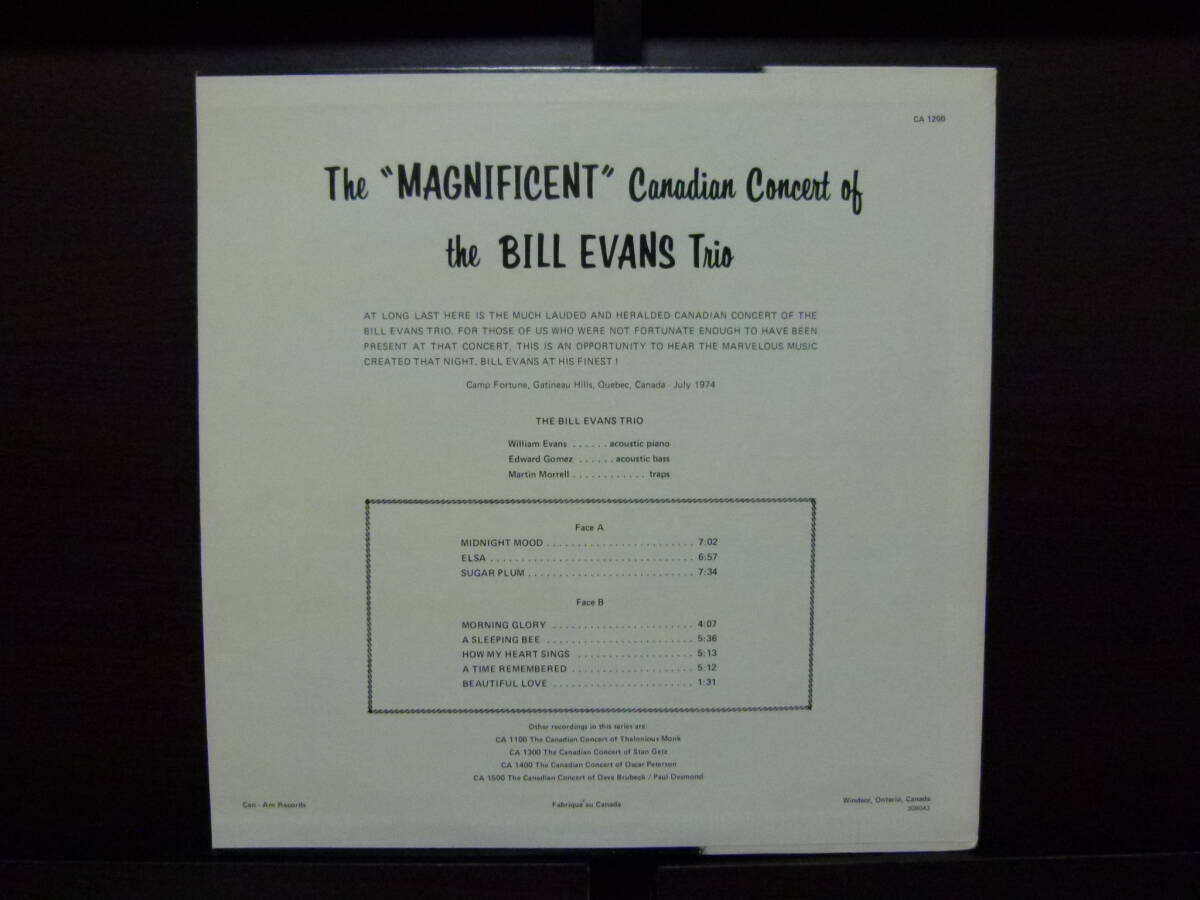 CA 1200
The "MAGNIFICENT" Canadian Concert of
the BILL EVANS Trio
AT LONG LAST HERE IS THE MUCH LAUDED AND HERALDED CANADIAN CONCERT OF THE
BILL EVANS TRIO. FOR THOSE OF US WHO WERE NOT FORTUNATE ENOUGH TO HAVE BEEN
PRESENT AT THAT CONCERT, THIS IS AN OPPORTUNITY TO HEAR THE MARVELOUS MUSIC
CREATED THAT NIGHT. BILL EVANS AT HIS FINEST !
Camp Fortune, Gatineau Hills, Quebec, Canada - July 1974
THE BILL EVANS TRIO
William Evans ...... acoustic piano
Edward Gomez ...... acoustic bass
Martin Morrell ............ traps
Face A
MIDNIGHT MOOD ........................ 7:02
ELSA ................................. 6:57
SUGAR PLUM ........................... 7:34
Face B
MORNING GLORY ....................... 4:07
A SLEEPING BEE ........................ 5:36
HOW MY HEART SINGS ................... 5:13
A TIME REMEMBERED .................... 5:12
BEAUTIFUL LOVE ....................... 1:31
Other recordings in this series are:
CA 1100 The Canadian Concert of Thelonious Monk
CA 1300 The Canadian Concert of Stan Getz
CA 1400 The Canadian Concert of Oscar Peterson
CA 1500 The Canadian Concert of Dave Brubeck / Paul Desmond
Can - Am Records
Fabriqué au Canada
Windsor, Ontario, Canada
308043